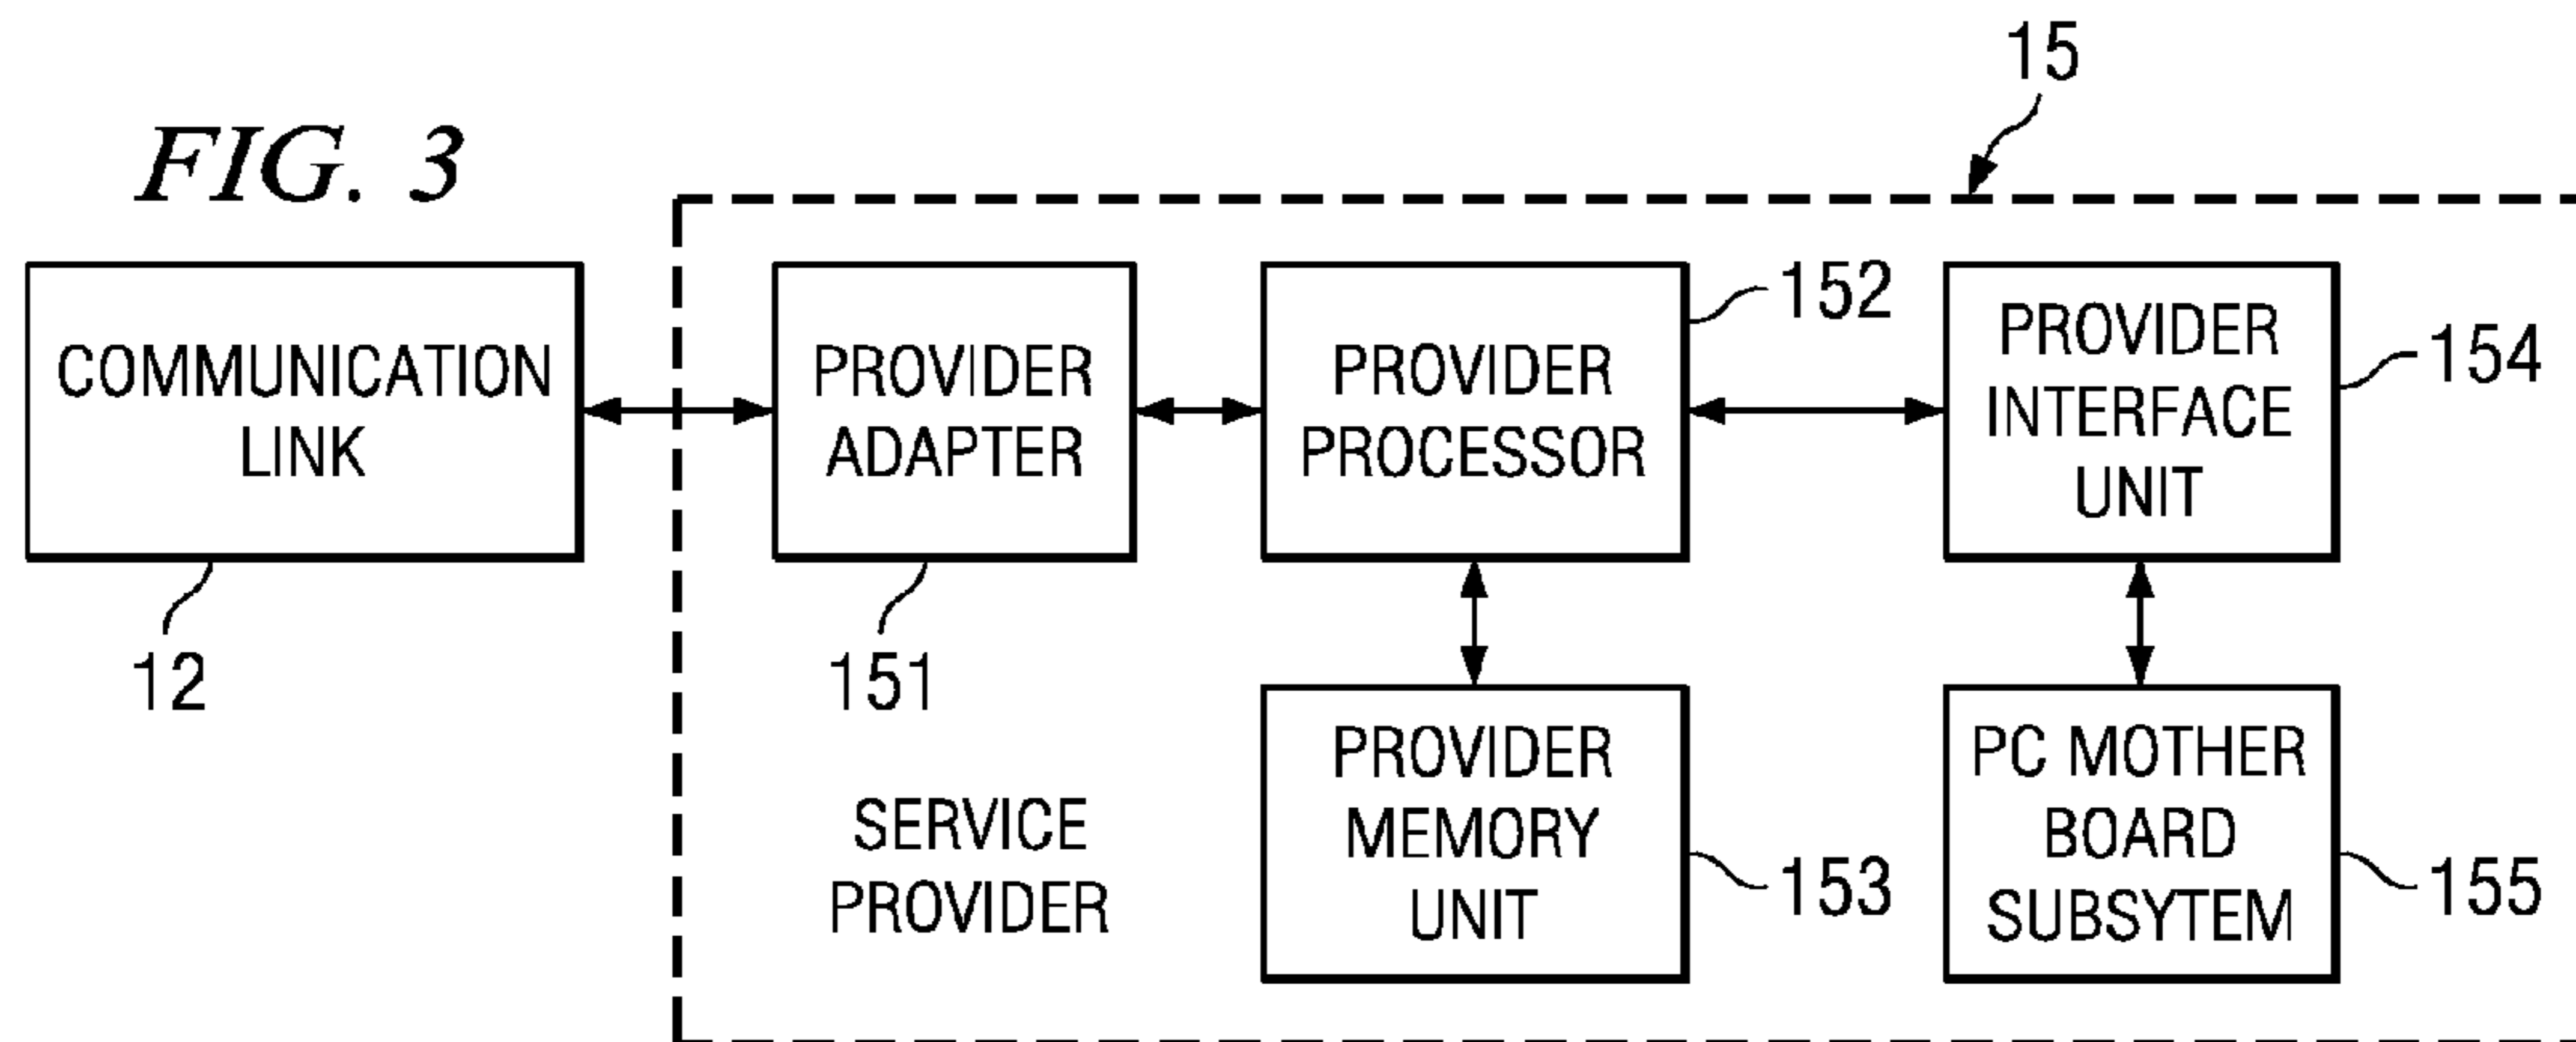 FIG. 3
15
COMMUNICATION
LINK
12
PROVIDER
ADAPTER
151
PROVIDER
PROCESSOR
152
PROVIDER
INTERFACE
UNIT
154
SERVICE
PROVIDER
PROVIDER
MEMORY
UNIT
153
PC MOTHER
BOARD
SUBSYTEM
155